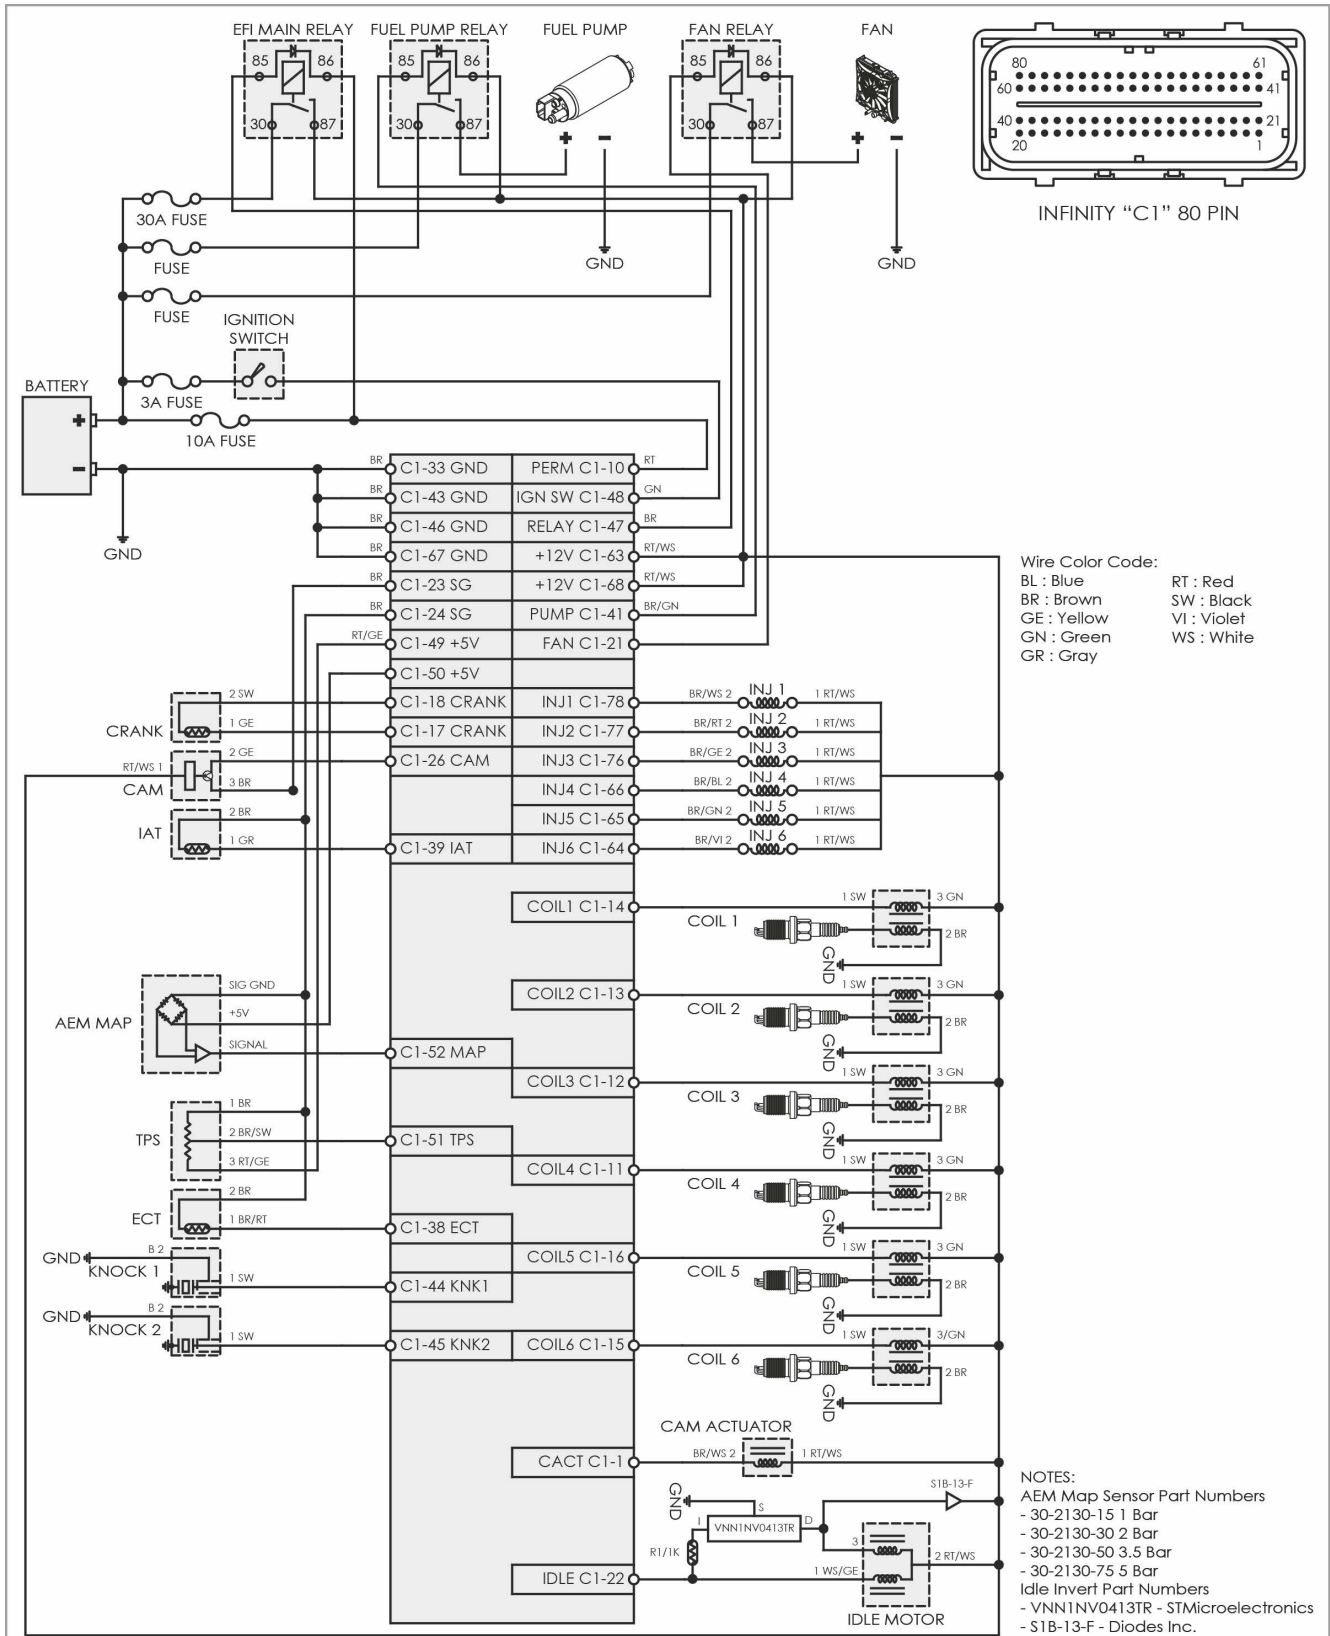 EFI MAIN RELAY
FUEL PUMP RELAY
FUEL PUMP
FAN RELAY
FAN
85 86
30 87
85 86
30 87
85 86
30 87
+ -
+ -
80 61
60 41
40 21
20 1
INFINITY “C1” 80 PIN
30A FUSE
FUSE
FUSE
GND
GND
IGNITION
SWITCH
3A FUSE
10A FUSE
BATTERY
+
-
GND
BR C1-33 GND PERM C1-10 RT
BR C1-43 GND IGN SW C1-48 GN
BR C1-46 GND RELAY C1-47 BR
BR C1-67 GND +12V C1-63 RT/WS
BR C1-23 SG +12V C1-68 RT/WS
BR C1-24 SG PUMP C1-41 BR/GN
RT/GE C1-49 +5V FAN C1-21
C1-50 +5V
Wire Color Code:
BL : Blue RT : Red
BR : Brown SW : Black
GE : Yellow VI : Violet
GN : Green WS : White
GR : Gray
CRANK
2 SW C1-18 CRANK INJ1 C1-78 BR/WS 2 INJ 1 1 RT/WS
1 GE C1-17 CRANK INJ2 C1-77 BR/RT 2 INJ 2 1 RT/WS
2 GE C1-26 CAM INJ3 C1-76 BR/GE 2 INJ 3 1 RT/WS
RT/WS 1
CAM
3 BR INJ4 C1-66 BR/BL 2 INJ 4 1 RT/WS
IAT
2 BR INJ5 C1-65 BR/GN 2 INJ 5 1 RT/WS
1 GR C1-39 IAT INJ6 C1-64 BR/VI 2 INJ 6 1 RT/WS
COIL1 C1-14 COIL 1 1 SW 3 GN
2 BR
GND
COIL2 C1-13 COIL 2 1 SW 3 GN
2 BR
GND
AEM MAP
SIG GND
+5V
SIGNAL C1-52 MAP
COIL3 C1-12 COIL 3 1 SW 3 GN
2 BR
GND
TPS
1 BR
2 BR/SW C1-51 TPS
3 RT/GE
COIL4 C1-11 COIL 4 1 SW 3 GN
2 BR
GND
ECT
2 BR
1 BR/RT C1-38 ECT
COIL5 C1-16 COIL 5 1 SW 3 GN
2 BR
GND
GND B 2
KNOCK 1
1 SW C1-44 KNK1
GND B 2
KNOCK 2
1 SW C1-45 KNK2
COIL6 C1-15 COIL 6 1 SW 3/GN
2 BR
GND
CAM ACTUATOR
CACT C1-1 BR/WS 2 1 RT/WS
GND S
I VNN1NV0413TR D
S1B-13-F
R1/1K
3
2 RT/WS
IDLE C1-22 1 WS/GE
IDLE MOTOR
NOTES:
AEM Map Sensor Part Numbers
- 30-2130-15 1 Bar
- 30-2130-30 2 Bar
- 30-2130-50 3.5 Bar
- 30-2130-75 5 Bar
Idle Invert Part Numbers
- VNN1NV0413TR - STMicroelectronics
- S1B-13-F - Diodes Inc.